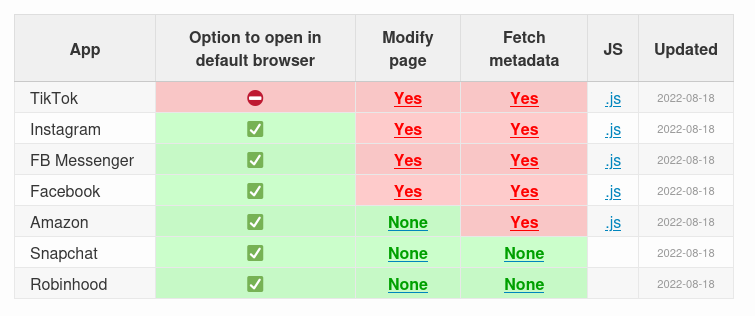 App Option to open in default browser Modify page Fetch metadata JS Updated
TikTok ⛔ Yes Yes .js 2022-08-18
Instagram ✅ Yes Yes .js 2022-08-18
FB Messenger ✅ Yes Yes .js 2022-08-18
Facebook ✅ Yes Yes .js 2022-08-18
Amazon ✅ None Yes .js 2022-08-18
Snapchat ✅ None None 2022-08-18
Robinhood ✅ None None 2022-08-18